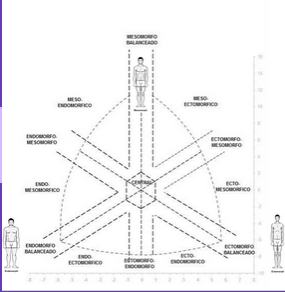 MESOMORFO
BALANCEADO
MESO-
ENDOMORFICO
MESO-
ECTOMORFICO
ENDOMORFO-
MESOMORFO
ECTOMORFO-
MESOMORFO
CENTRAL
ENDO-
MESOMORFICO
ECTO-
MESOMORFICO
ENDOMORFO
BALANCEADO
ECTOMORFO
BALANCEADO
ENDO-
ECTOMORFICO
ECTOMORFO-
ENDOMORFO
ECTO-
ENDOMORFICO